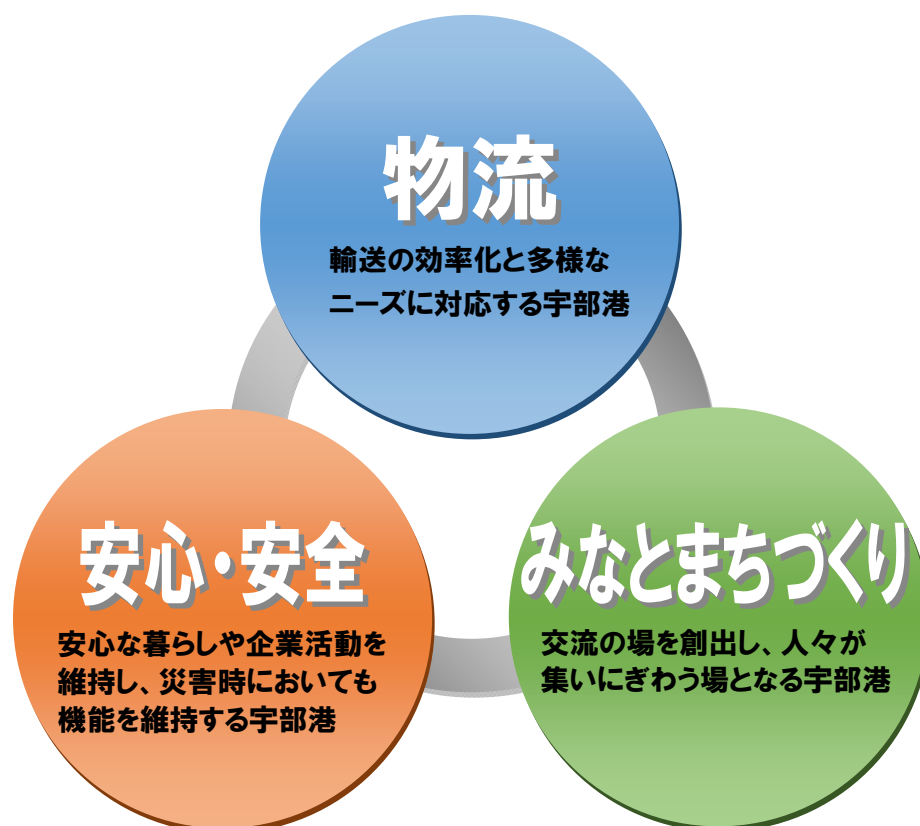 物流
輸送の効率化と多様な
ニーズに対応する宇部港
安心・安全
安心な暮らしや企業活動を
維持し、災害時においても
機能を維持する宇部港
みなとまちづくり
交流の場を創出し、人々が
集いにぎわう場となる宇部港